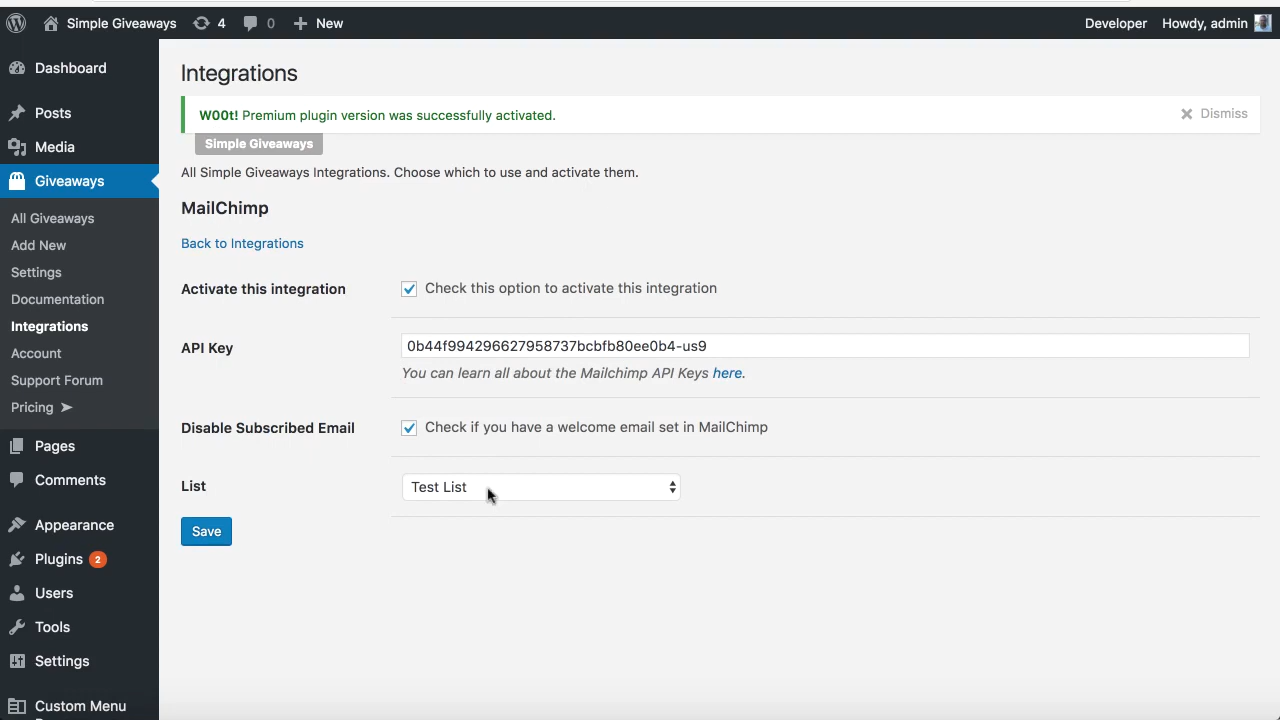 Simple Giveaways 4 0 New Developer Howdy, admin
Dashboard
Posts
Media
Giveaways
All Giveaways
Add New
Settings
Documentation
Integrations
Account
Support Forum
Pricing ➤
Pages
Comments
Appearance
Plugins 2
Users
Tools
Settings
Custom Menu
Integrations
W00t! Premium plugin version was successfully activated. Dismiss
Simple Giveaways
All Simple Giveaways Integrations. Choose which to use and activate them.
MailChimp
Back to Integrations
Activate this integration Check this option to activate this integration
API Key 0b44f994296627958737bcbfb80ee0b4-us9
You can learn all about the Mailchimp API Keys here.
Disable Subscribed Email Check if you have a welcome email set in MailChimp
List Test List
Save